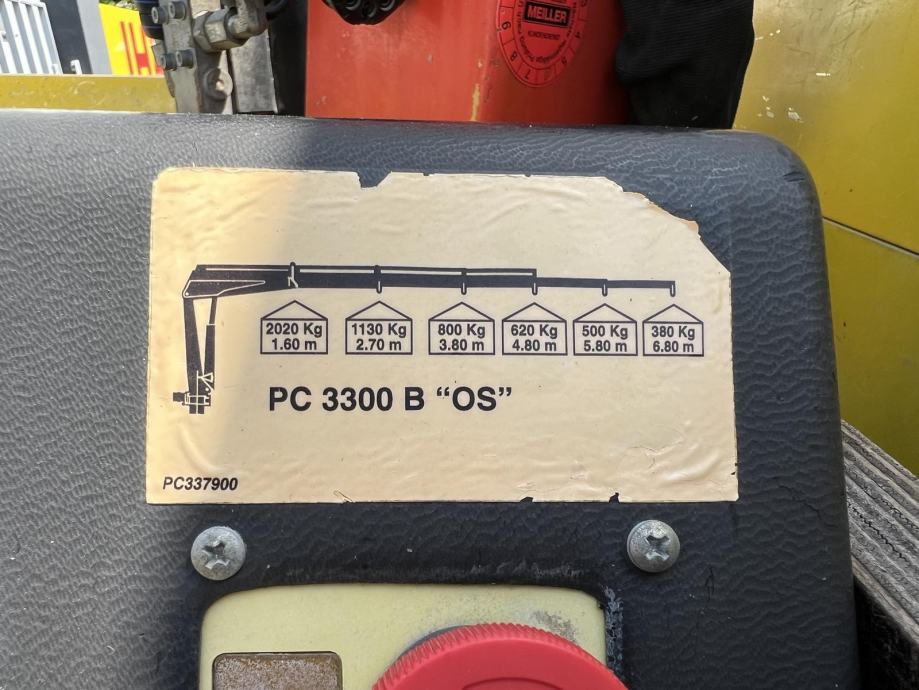 MEILLER
2020 Kg 1130 Kg 800 Kg 620 Kg 500 Kg 380 Kg
1.60 m 2.70 m 3.80 m 4.80 m 5.80 m 6.80 m
PC 3300 B “OS”
PC337900